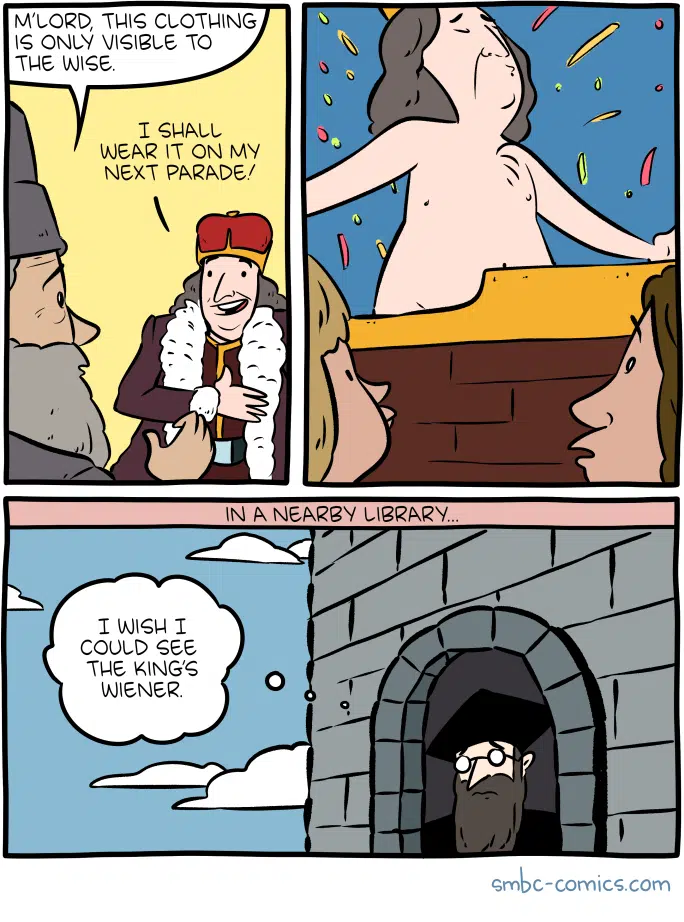 M'LORD, THIS CLOTHING
IS ONLY VISIBLE TO
THE WISE.
I SHALL
WEAR IT ON MY
NEXT PARADE!
IN A NEARBY LIBRARY...
I WISH I
COULD SEE
THE KING'S
WIENER.
smbc-comics.com